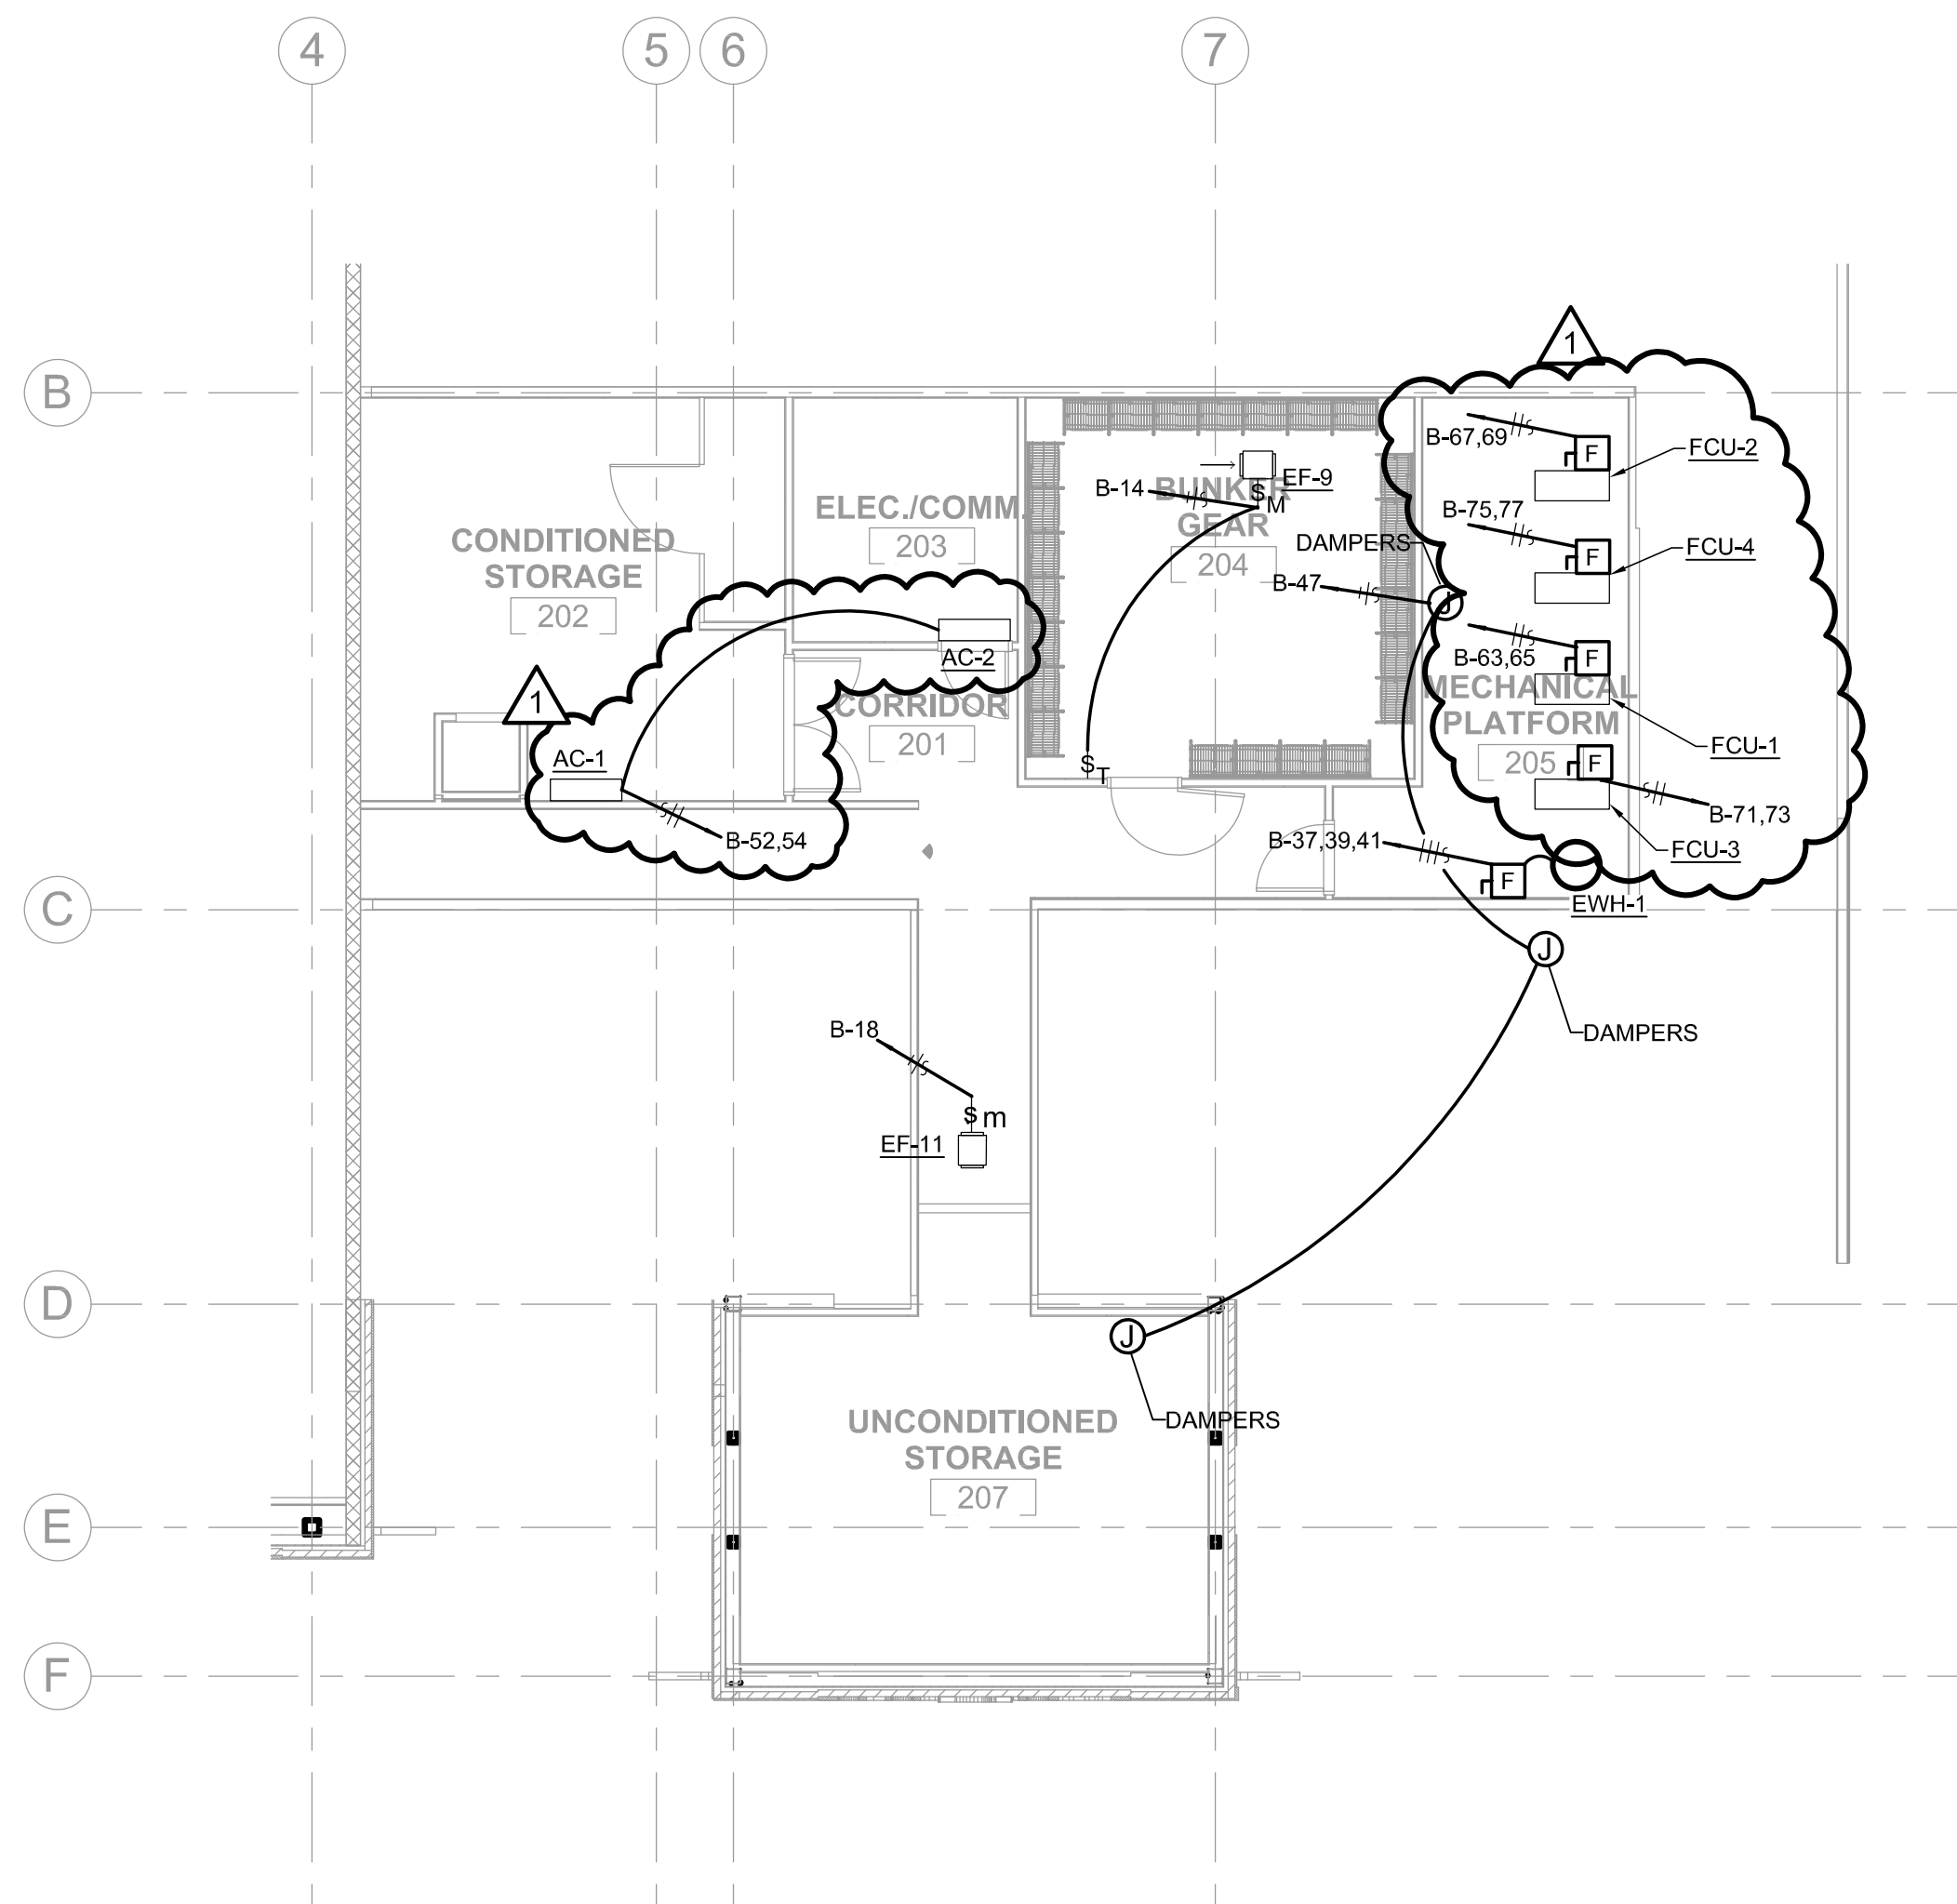 4
5
6
7
B
C
D
E
F
1
B-67,69
F
FCU-2
B-75,77
F
FCU-4
B-63,65
F
FCU-1
MECHANICAL
PLATFORM
205
F
B-71,73
FCU-3
B-14
EF-9
S
M
BUNKER
GEAR
204
DAMPERS
B-47
J
S
T
ELEC./COMM.
203
CONDITIONED
STORAGE
202
AC-2
CORRIDOR
201
1
AC-1
B-52,54
B-37,39,41
F
EWH-1
J
DAMPERS
B-18
$ m
EF-11
J
DAMPERS
UNCONDITIONED
STORAGE
207